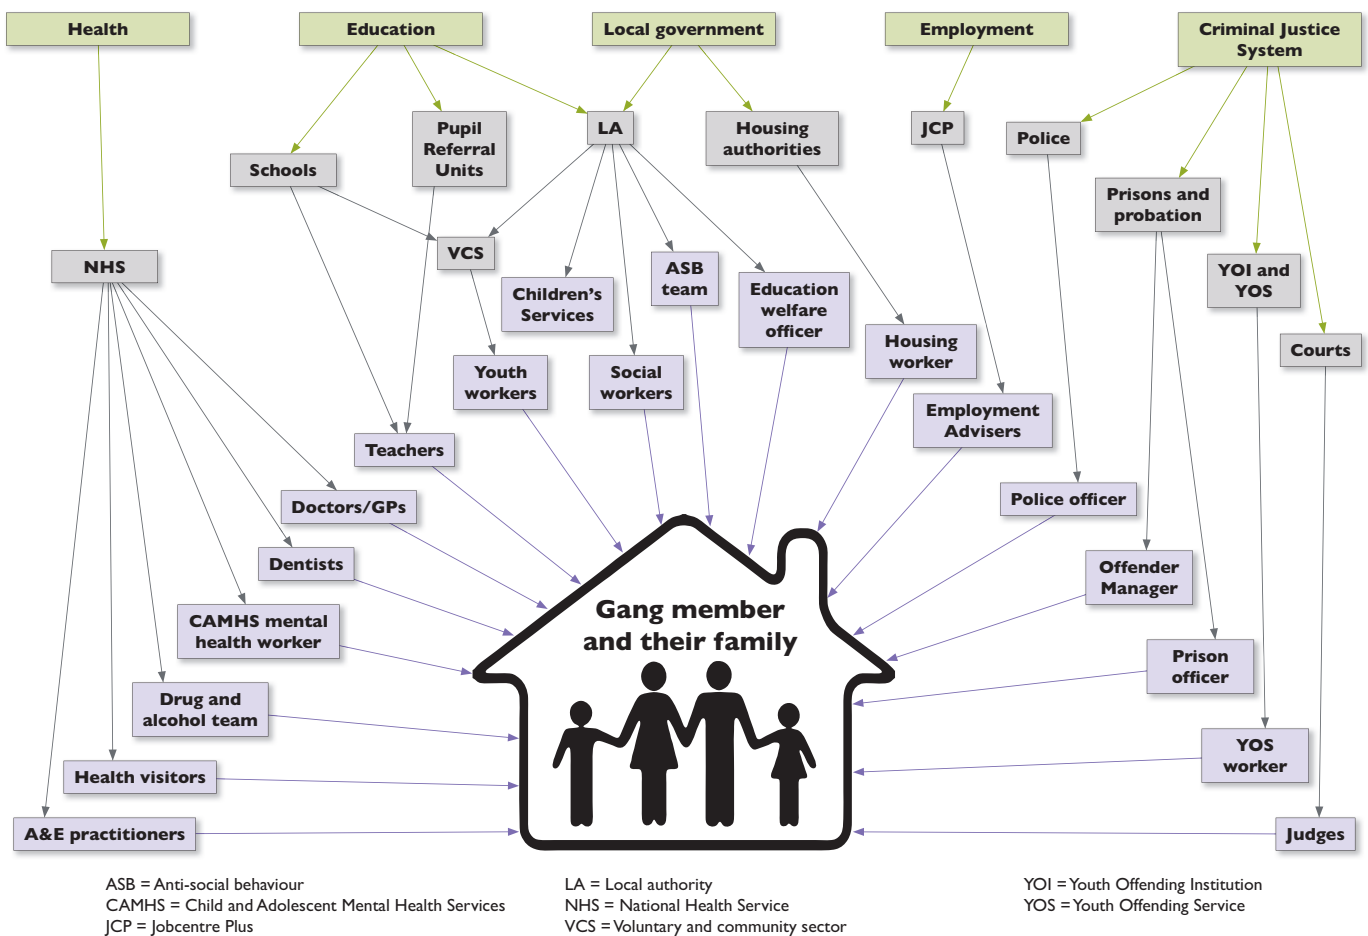 Health
Education
Local government
Employment
Criminal Justice
System
Schools
Pupil
Referral
Units
LA
Housing
authorities
JCP
Police
Prisons and
probation
NHS
VCS
YOI and
YOS
Courts
Children’s
Services
ASB
team
Education
welfare
officer
Youth
workers
Social
workers
Housing
worker
Employment
Advisers
Teachers
Doctors/GPs
Police officer
Dentists
Offender
Manager
CAMHS mental
health worker
Prison
officer
Drug and
alcohol team
YOS
worker
Health visitors
A&E practitioners
Judges
Gang member
and their family
ASB = Anti-social behaviour
CAMHS = Child and Adolescent Mental Health Services
JCP = Jobcentre Plus
LA = Local authority
NHS = National Health Service
VCS = Voluntary and community sector
YOI = Youth Offending Institution
YOS = Youth Offending Service